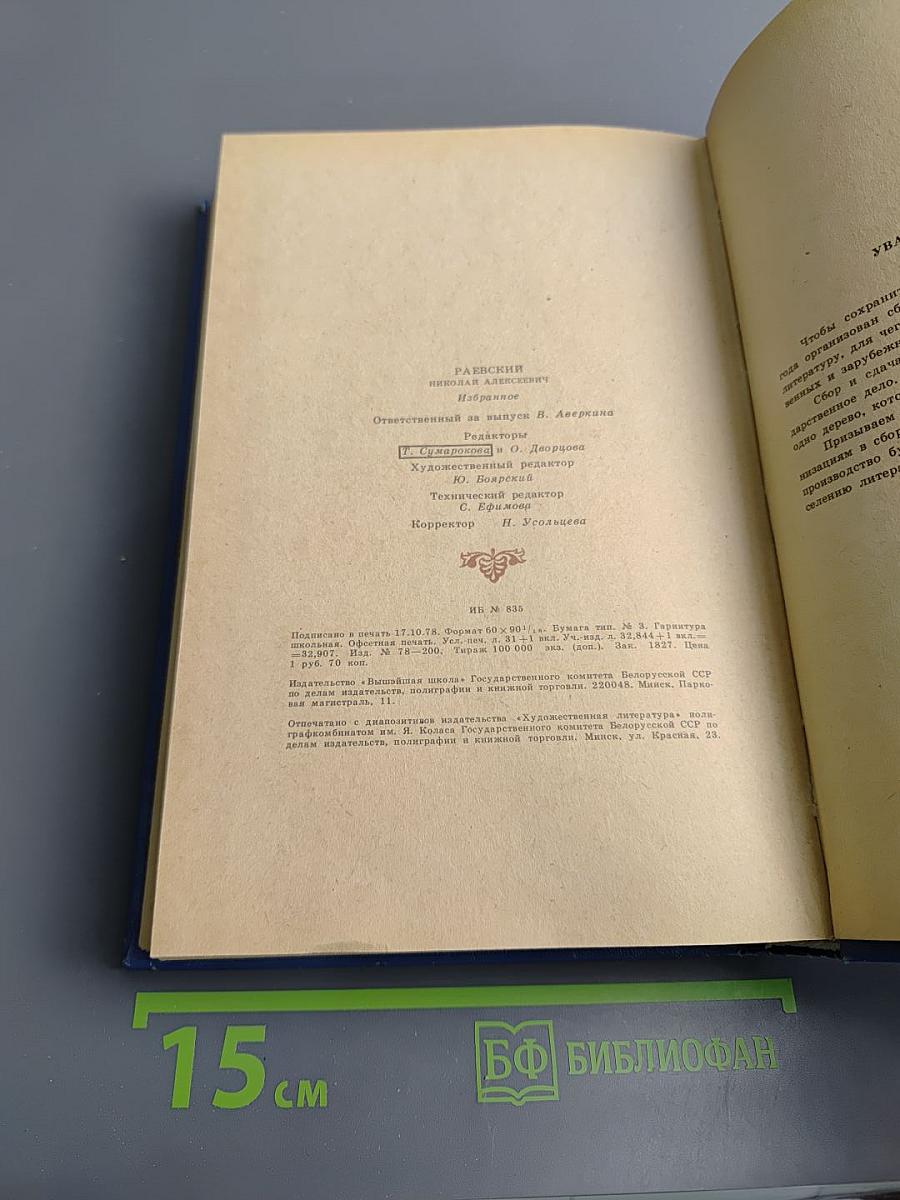 РАЕВСКИЙ
НИКОЛАЙ АЛЕКСЕЕВИЧ
Избранное
Ответственный за выпуск В. Аверкина
Редакторы
Т. Сумарокова и О. Дворцова
Художественный редактор
Ю. Боярский
Технический редактор
С. Ефимова
Корректор Н. Усольцева
ИБ № 835
Подписано в печать 17.10.78. Формат 60×90¹/₁₆. Бумага тип. № 3. Гарнитура
школьная. Офсетная печать. Усл. печ. л. 31+1 вкл. Уч.-изд. л. 32,844+1 вкл.=
=32,907. Изд. № 78—200. Тираж 100 000 экз. (доп.). Зак. 1827. Цена
1 руб. 70 коп.
Издательство «Вышэйшая школа» Государственного комитета Белорусской ССР
по делам издательств, полиграфии и книжной торговли. 220048. Минск. Парко-
вая магистраль, 11.
Отпечатано с диапозитивов издательства «Художественная литература» поли-
графкомбинатом им. Я. Коласа Государственного комитета Белорусской ССР по
делам издательств, полиграфии и книжной торговли. Минск, ул. Красная, 23.
УВА
Чтобы сохранит
года организован сб
литературу, для чег
венных и зарубежн
Сбор и сдача
дарственное дело.
одно дерево, кото
Призываем
низациям в сбор
производство бу
селению литера
15 см
БФ БИБЛИОФАН